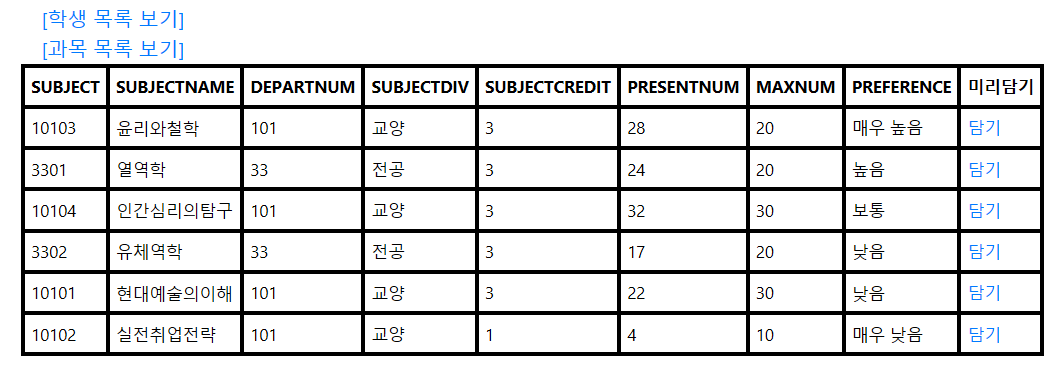 [학생 목록 보기]
[과목 목록 보기]
SUBJECT SUBJECTNAME DEPARTNUM SUBJECTDIV SUBJECTCREDIT PRESENTNUM MAXNUM PREFERENCE 미리담기
10103 윤리와철학 101 교양 3 28 20 매우 높음 담기
3301 열역학 33 전공 3 24 20 높음 담기
10104 인간심리의탐구 101 교양 3 32 30 보통 담기
3302 유체역학 33 전공 3 17 20 낮음 담기
10101 현대예술의이해 101 교양 3 22 30 낮음 담기
10102 실전취업전략 101 교양 1 4 10 매우 낮음 담기